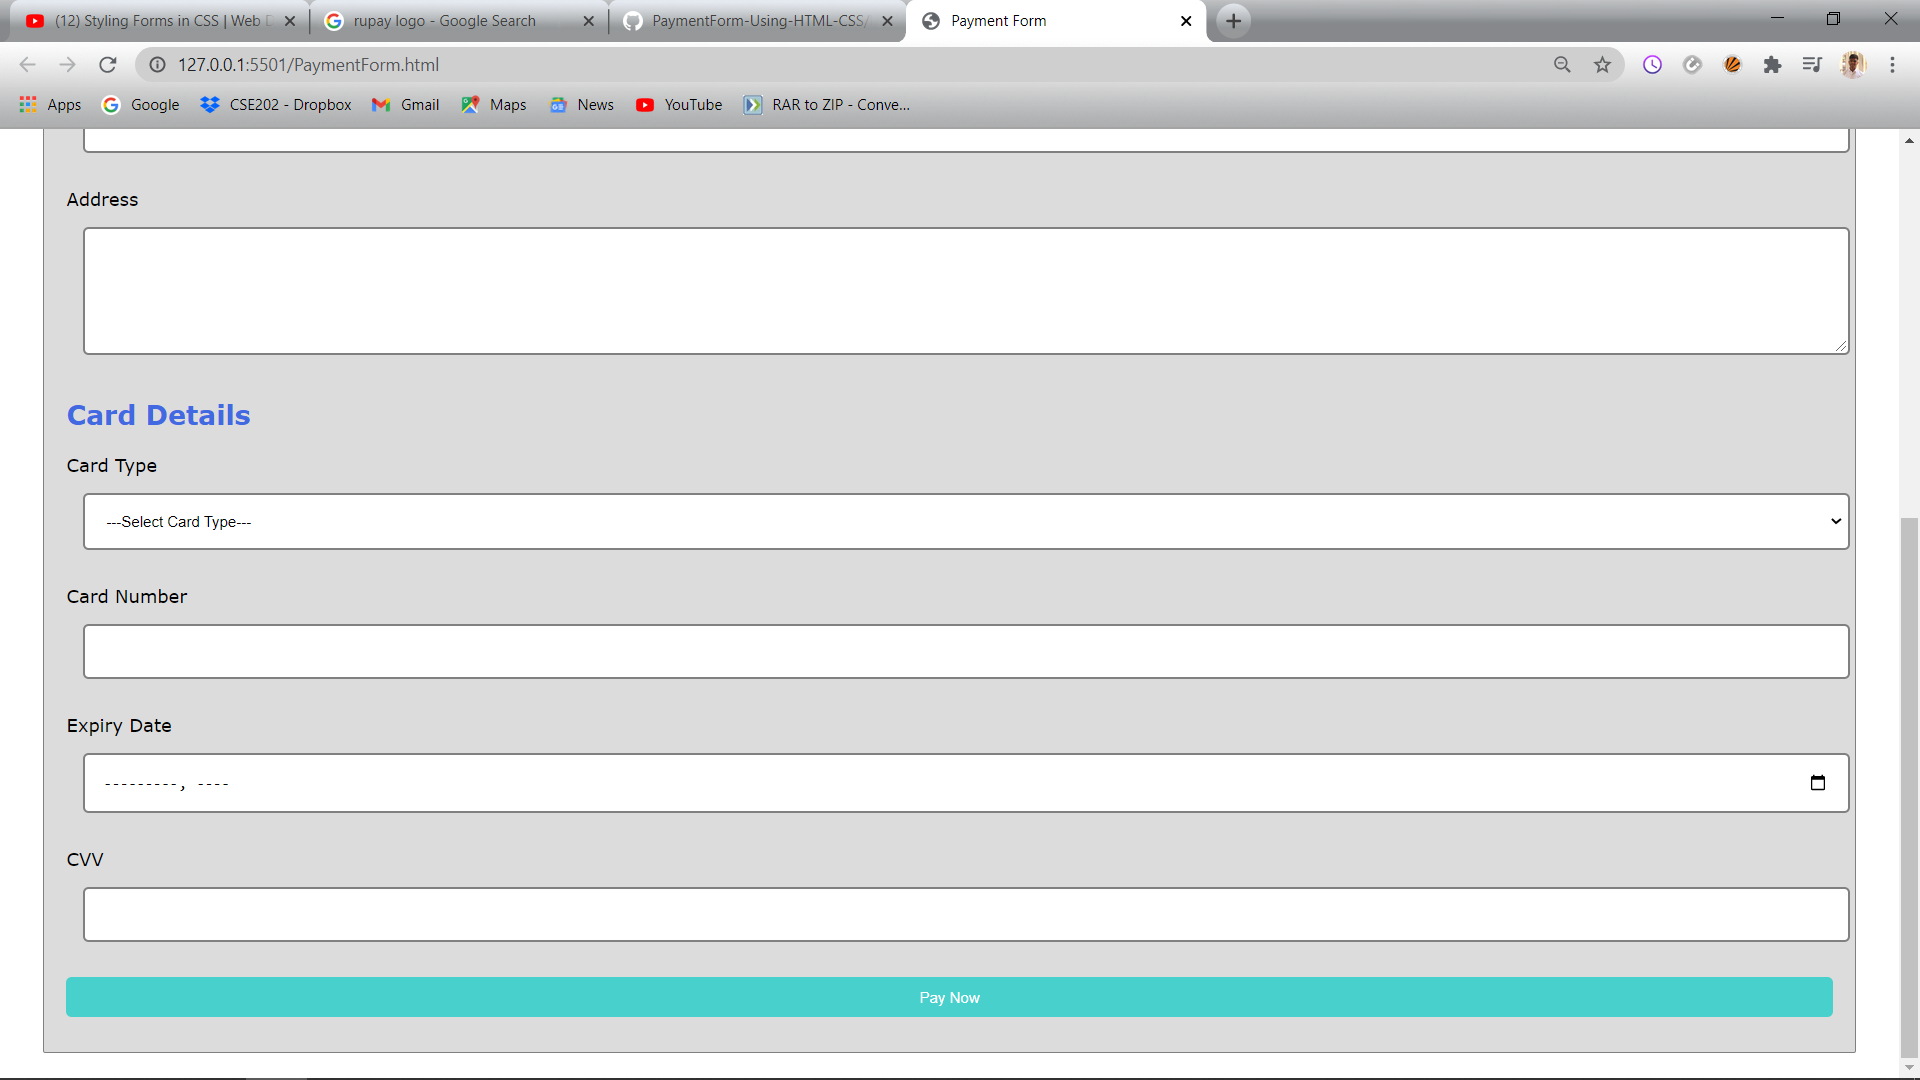 (12) Styling Forms in CSS | Web D
rupay logo - Google Search
PaymentForm-Using-HTML-CSS/
Payment Form
127.0.0.1:5501/PaymentForm.html
Apps
Google
CSE202 - Dropbox
Gmail
Maps
News
YouTube
RAR to ZIP - Conve...
Address
Card Details
Card Type
---Select Card Type---
Card Number
Expiry Date
---------, ----
CVV
Pay Now